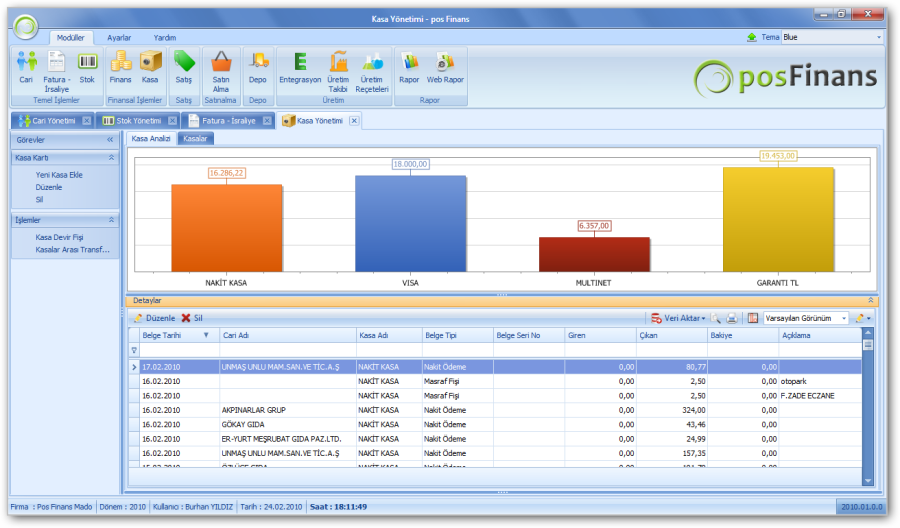 Kasa Yönetimi - pos Finans
Modüller Ayarlar Yardım Tema Blue
Cari Fatura - İrsaliye Stok Finans Kasa Satış Satın Alma Depo Entegrasyon Üretim Takibi Üretim Reçeteleri Rapor Web Rapor
Temel İşlemler Finansal İşlemler Satış Satınalma Depo Üretim Rapor
posFinans
Cari Yönetimi Stok Yönetimi Fatura - İrsaliye Kasa Yönetimi
Görevler
Kasa Kartı
Yeni Kasa Ekle
Düzenle
Sil
İşlemler
Kasa Devir Fişi
Kasalar Arası Transf...
Kasa Analizi Kasalar
16.286,22 18.000,00 6.357,00 19.453,00
NAKİT KASA VISA MULTINET GARANTI TL
Detaylar
Düzenle Sil Veri Aktar Varsayılan Görünüm
Belge Tarihi Cari Adı Kasa Adı Belge Tipi Belge Seri No Giren Çıkan Bakiye Açıklama
17.02.2010 UNMAŞ UNLU MAM.SAN.VE TİC.A.Ş NAKİT KASA Nakit Ödeme 0,00 80,77 0,00
16.02.2010 NAKİT KASA Masraf Fişi 0,00 2,50 0,00 otopark
16.02.2010 NAKİT KASA Masraf Fişi 0,00 2,50 0,00 F.ZADE ECZANE
16.02.2010 AKPINARLAR GRUP NAKİT KASA Nakit Ödeme 0,00 324,00 0,00
16.02.2010 GÖKAY GIDA NAKİT KASA Nakit Ödeme 0,00 43,46 0,00
16.02.2010 ER-YURT MEŞRUBAT GIDA PAZ.LTD. NAKİT KASA Nakit Ödeme 0,00 24,99 0,00
16.02.2010 UNMAŞ UNLU MAM.SAN.VE TİC.A.Ş NAKİT KASA Nakit Ödeme 0,00 157,35 0,00
Firma : Pos Finans Mado Dönem : 2010 Kullanıcı : Burhan YILDIZ Tarih : 24.02.2010 Saat : 18:11:49 2010.01.0.0